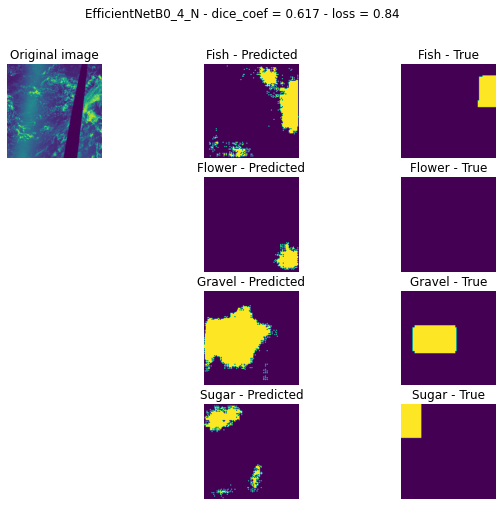 EfficientNetB0_4_N - dice_coef = 0.617 - loss = 0.84
Original image
Fish - Predicted
Fish - True
Flower - Predicted
Flower - True
Gravel - Predicted
Gravel - True
Sugar - Predicted
Sugar - True